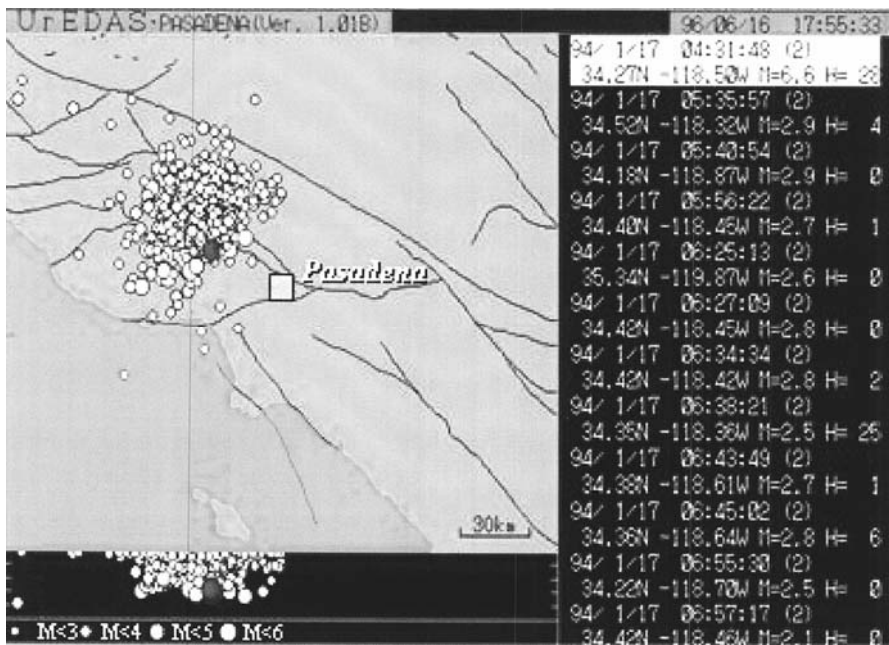 UrEDAS·PASADENA(Ver. 1.01B)
96/06/16 17:55:33
94/ 1/17 04:31:48 (2)
34.27N -118.50W M=6.6 H= 28
94/ 1/17 05:35:57 (2)
34.52N -118.32W M=2.9 H= 4
94/ 1/17 05:40:54 (2)
34.18N -118.87W M=2.9 H= 0
94/ 1/17 05:56:22 (2)
34.40N -118.45W M=2.7 H= 1
94/ 1/17 06:25:13 (2)
35.34N -119.87W M=2.6 H= 0
94/ 1/17 06:27:09 (2)
34.42N -118.45W M=2.8 H= 0
94/ 1/17 06:34:34 (2)
34.42N -118.42W M=2.8 H= 2
94/ 1/17 06:38:21 (2)
34.35N -118.36W M=2.5 H= 25
94/ 1/17 06:43:49 (2)
34.38N -118.61W M=2.7 H= 1
94/ 1/17 06:45:02 (2)
34.36N -118.64W M=2.8 H= 6
94/ 1/17 06:55:30 (2)
34.22N -118.70W M=2.5 H= 0
94/ 1/17 06:57:17 (2)
34.42N -118.46W M=2.1 H= 0
Pasadena
30km
M<3 M<4 M<5 M<6